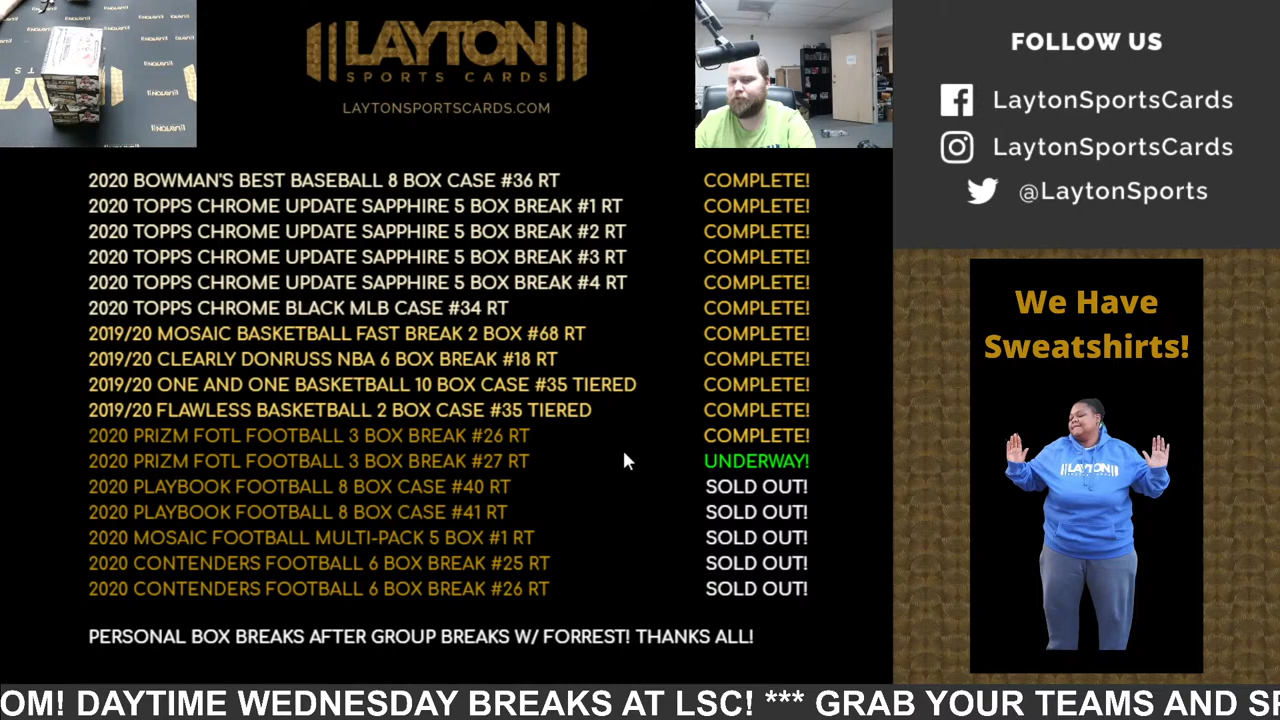 LAYTON
SPORTS CARDS
LAYTONSPORTSCARDS.COM
FOLLOW US
LaytonSportsCards
LaytonSportsCards
@LaytonSports
2020 BOWMAN'S BEST BASEBALL 8 BOX CASE #36 RT COMPLETE!
2020 TOPPS CHROME UPDATE SAPPHIRE 5 BOX BREAK #1 RT COMPLETE!
2020 TOPPS CHROME UPDATE SAPPHIRE 5 BOX BREAK #2 RT COMPLETE!
2020 TOPPS CHROME UPDATE SAPPHIRE 5 BOX BREAK #3 RT COMPLETE!
2020 TOPPS CHROME UPDATE SAPPHIRE 5 BOX BREAK #4 RT COMPLETE!
2020 TOPPS CHROME BLACK MLB CASE #34 RT COMPLETE!
2019/20 MOSAIC BASKETBALL FAST BREAK 2 BOX #68 RT COMPLETE!
2019/20 CLEARLY DONRUSS NBA 6 BOX BREAK #18 RT COMPLETE!
2019/20 ONE AND ONE BASKETBALL 10 BOX CASE #35 TIERED COMPLETE!
2019/20 FLAWLESS BASKETBALL 2 BOX CASE #35 TIERED COMPLETE!
2020 PRIZM FOTL FOOTBALL 3 BOX BREAK #26 RT COMPLETE!
2020 PRIZM FOTL FOOTBALL 3 BOX BREAK #27 RT UNDERWAY!
2020 PLAYBOOK FOOTBALL 8 BOX CASE #40 RT SOLD OUT!
2020 PLAYBOOK FOOTBALL 8 BOX CASE #41 RT SOLD OUT!
2020 MOSAIC FOOTBALL MULTI-PACK 5 BOX #1 RT SOLD OUT!
2020 CONTENDERS FOOTBALL 6 BOX BREAK #25 RT SOLD OUT!
2020 CONTENDERS FOOTBALL 6 BOX BREAK #26 RT SOLD OUT!
PERSONAL BOX BREAKS AFTER GROUP BREAKS W/ FORREST! THANKS ALL!
We Have
Sweatshirts!
LAYTON
OM! DAYTIME WEDNESDAY BREAKS AT LSC! *** GRAB YOUR TEAMS AND S